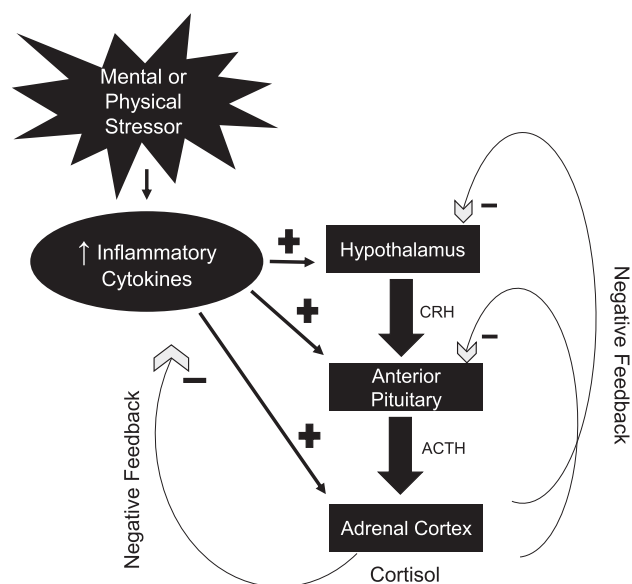 Mental or
Physical
Stressor
↑ Inflammatory
Cytokines
+
Hypothalamus
−
CRH
+
−
Anterior
Pituitary
−
ACTH
+
Adrenal Cortex
Cortisol
Negative Feedback
Negative Feedback